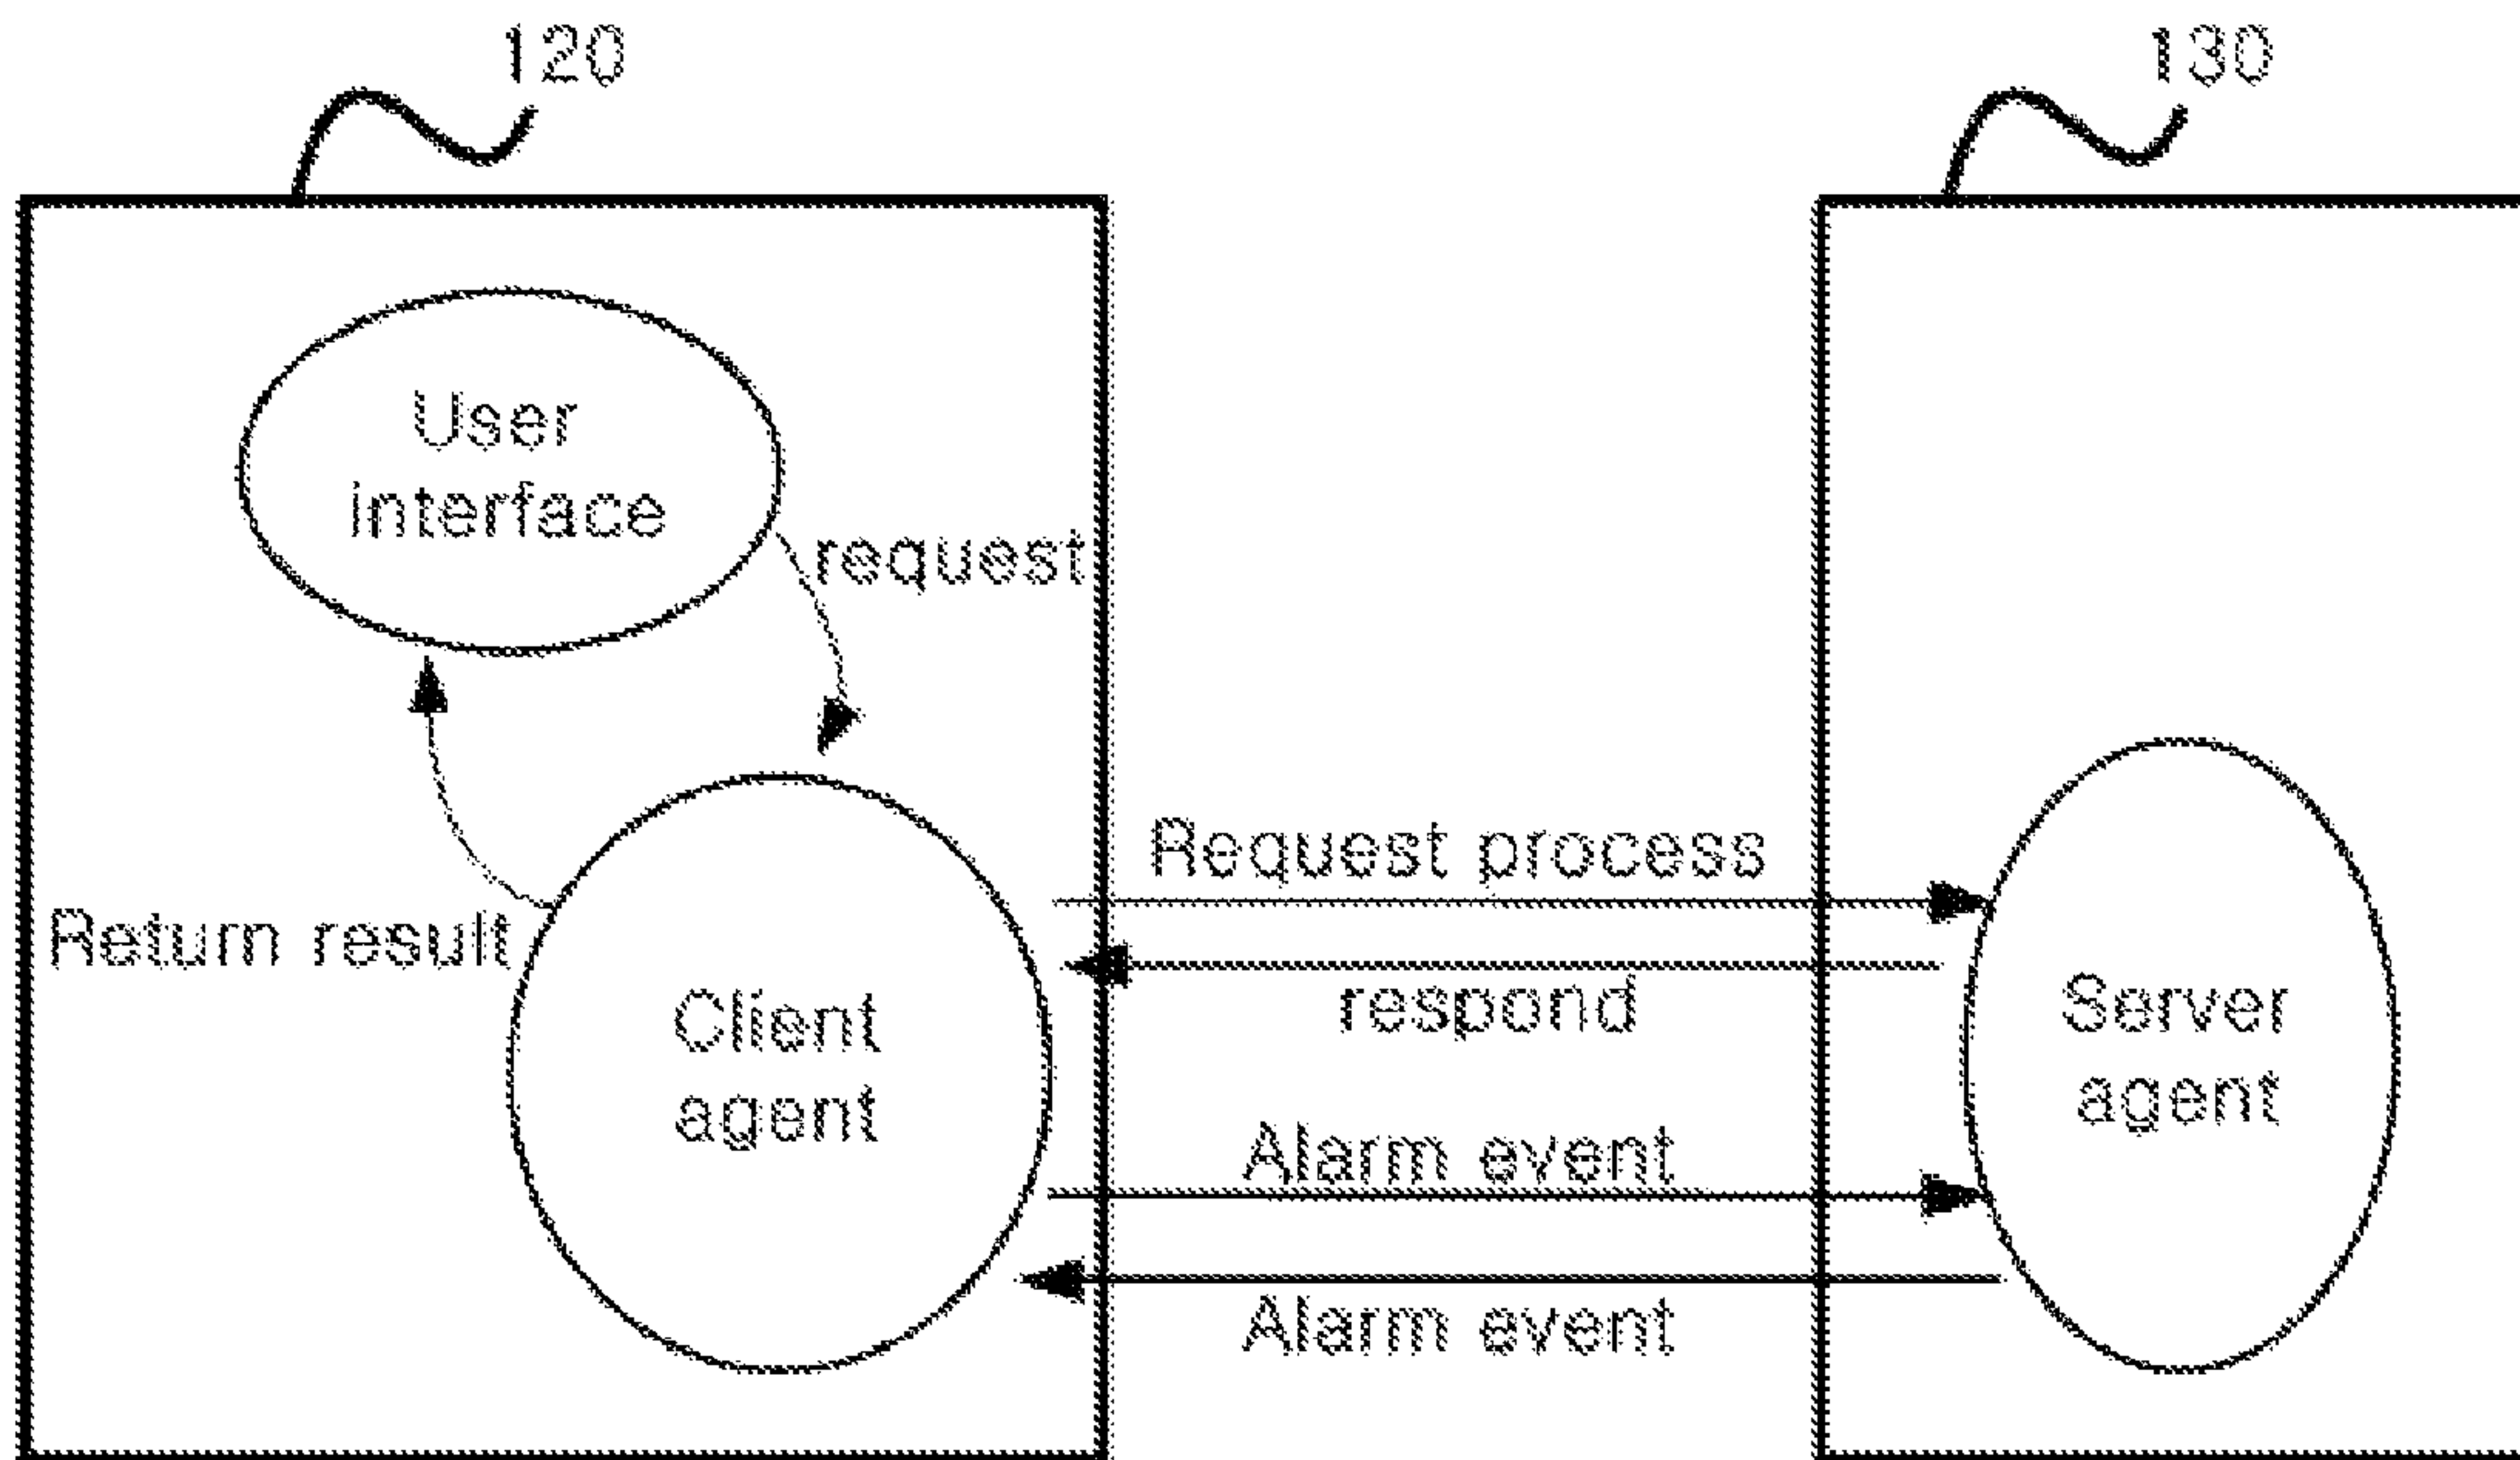 120
130
User
interface
request
Return result
Client
agent
Request process
respond
Alarm event
Alarm event
Server
agent